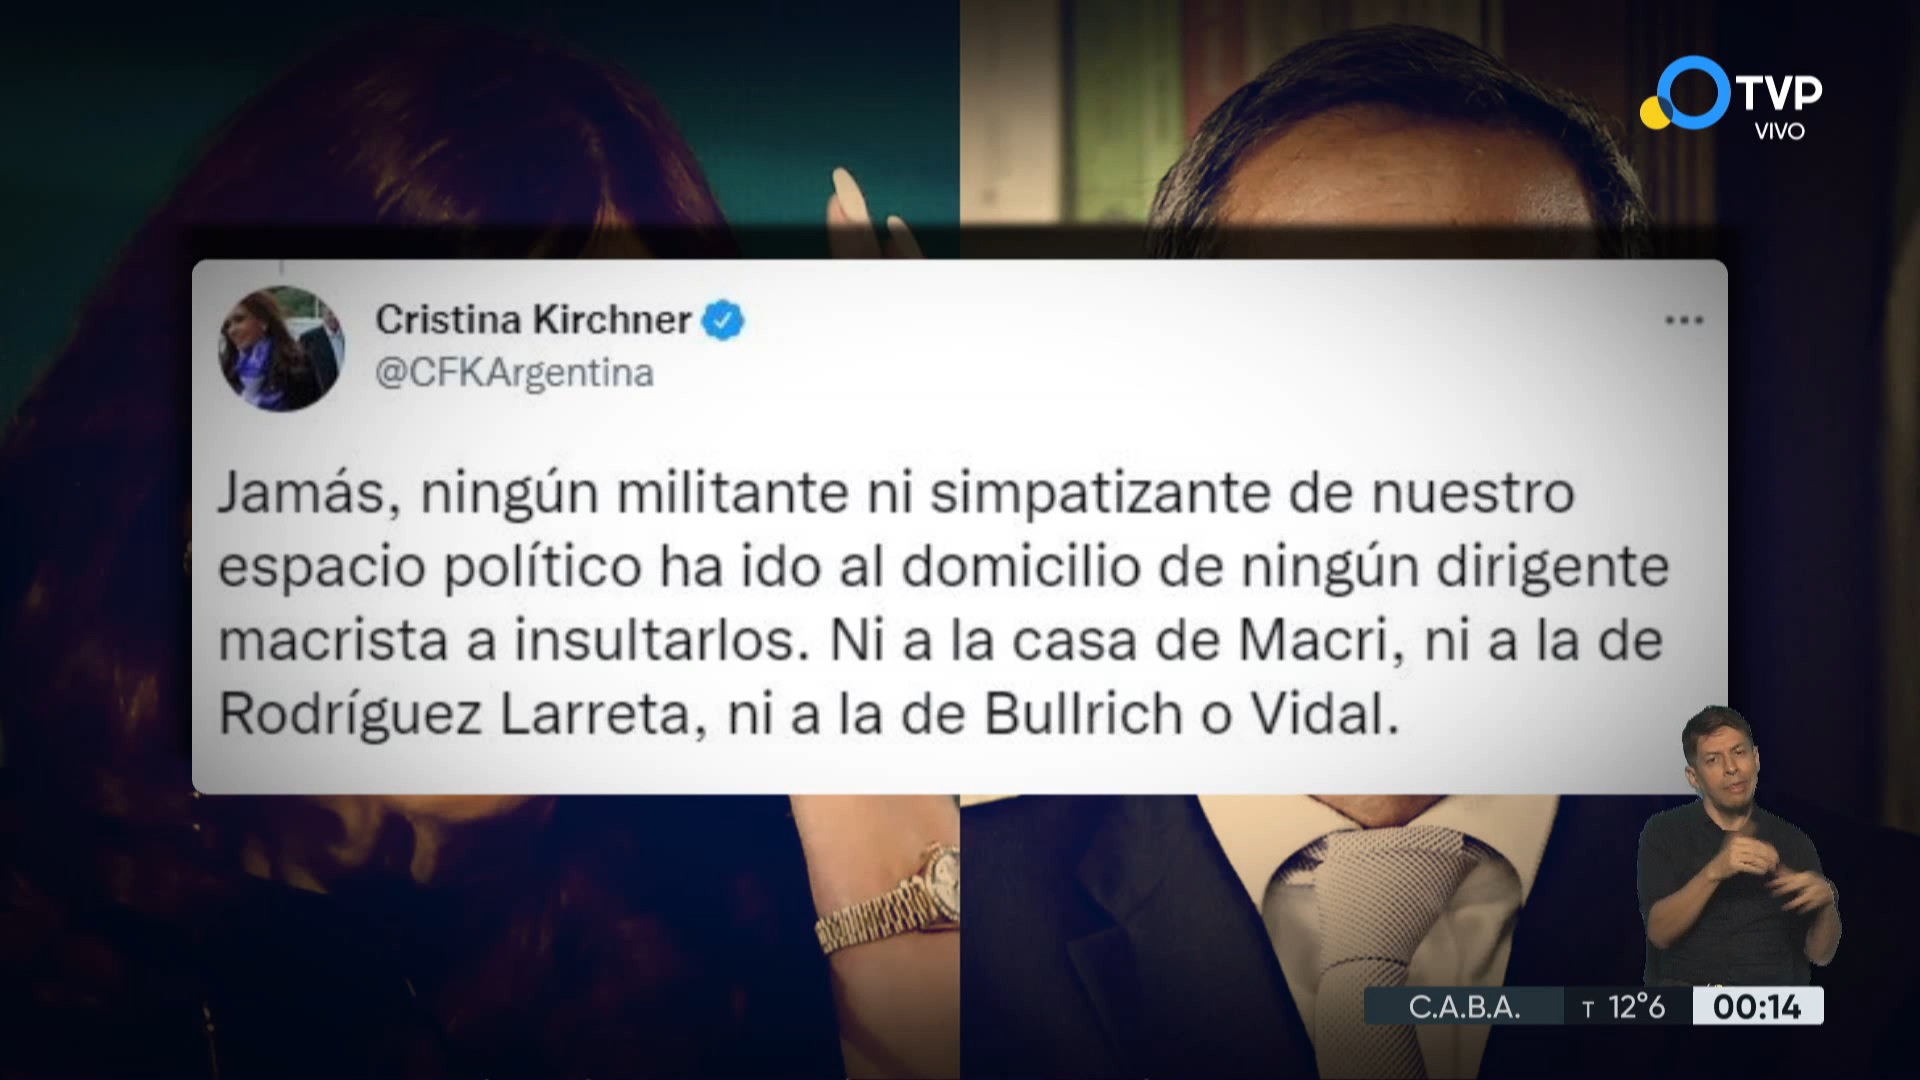 TVP
VIVO
Cristina Kirchner
@CFKArgentina
Jamás, ningún militante ni simpatizante de nuestro
espacio político ha ido al domicilio de ningún dirigente
macrista a insultarlos. Ni a la casa de Macri, ni a la de
Rodríguez Larreta, ni a la de Bullrich o Vidal.
C.A.B.A. T 12°6 00:14